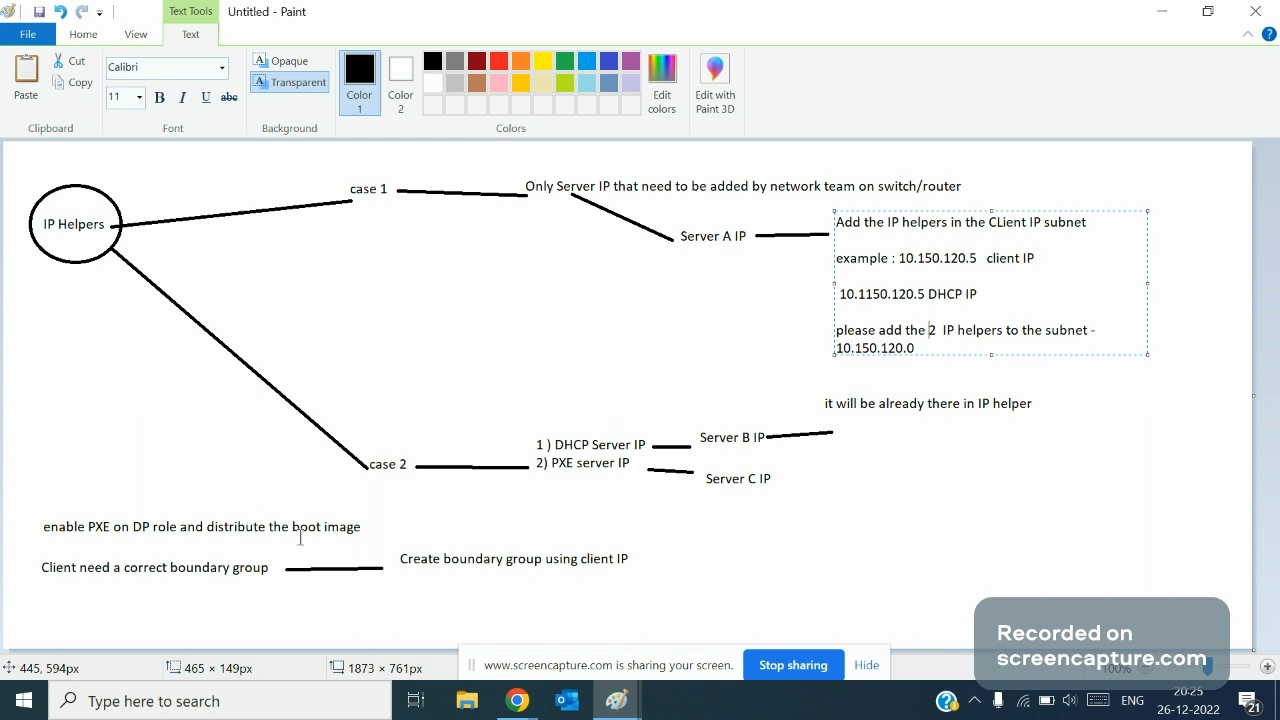 Text Tools
Untitled - Paint
File
Home
View
Text
Paste
Cut
Copy
Clipboard
Calibri
11
B I U abc
Font
A Opaque
A Transparent
Background
Color 1
Color 2
Colors
Edit colors
Edit with Paint 3D
IP Helpers
case 1
Only Server IP that need to be added by network team on switch/router
Server A IP
Add the IP helpers in the CLient IP subnet
example : 10.150.120.5 client IP
10.1150.120.5 DHCP IP
please add the 2 IP helpers to the subnet -
10.150.120.0
it will be already there in IP helper
case 2
1 ) DHCP Server IP
2) PXE server IP
Server B IP
Server C IP
enable PXE on DP role and distribute the boot image
Client need a correct boundary group
Create boundary group using client IP
Recorded on
screencapture.com
445, 594px
465 × 149px
1873 × 761px
100%
www.screencapture.com is sharing your screen.
Stop sharing
Hide
Type here to search
ENG
20:25
26-12-2022
21